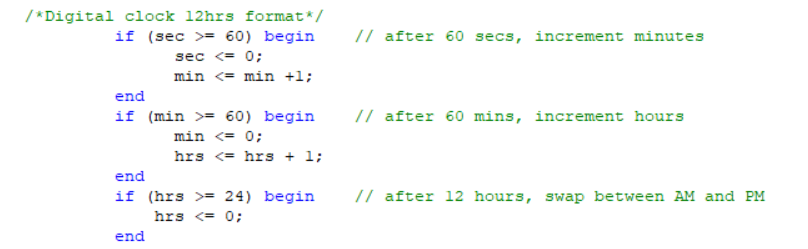 /*Digital clock 12hrs format*/
if (sec >= 60) begin // after 60 secs, increment minutes
sec <= 0;
min <= min +1;
end
if (min >= 60) begin // after 60 mins, increment hours
min <= 0;
hrs <= hrs + 1;
end
if (hrs >= 24) begin // after 12 hours, swap between AM and PM
hrs <= 0;
end